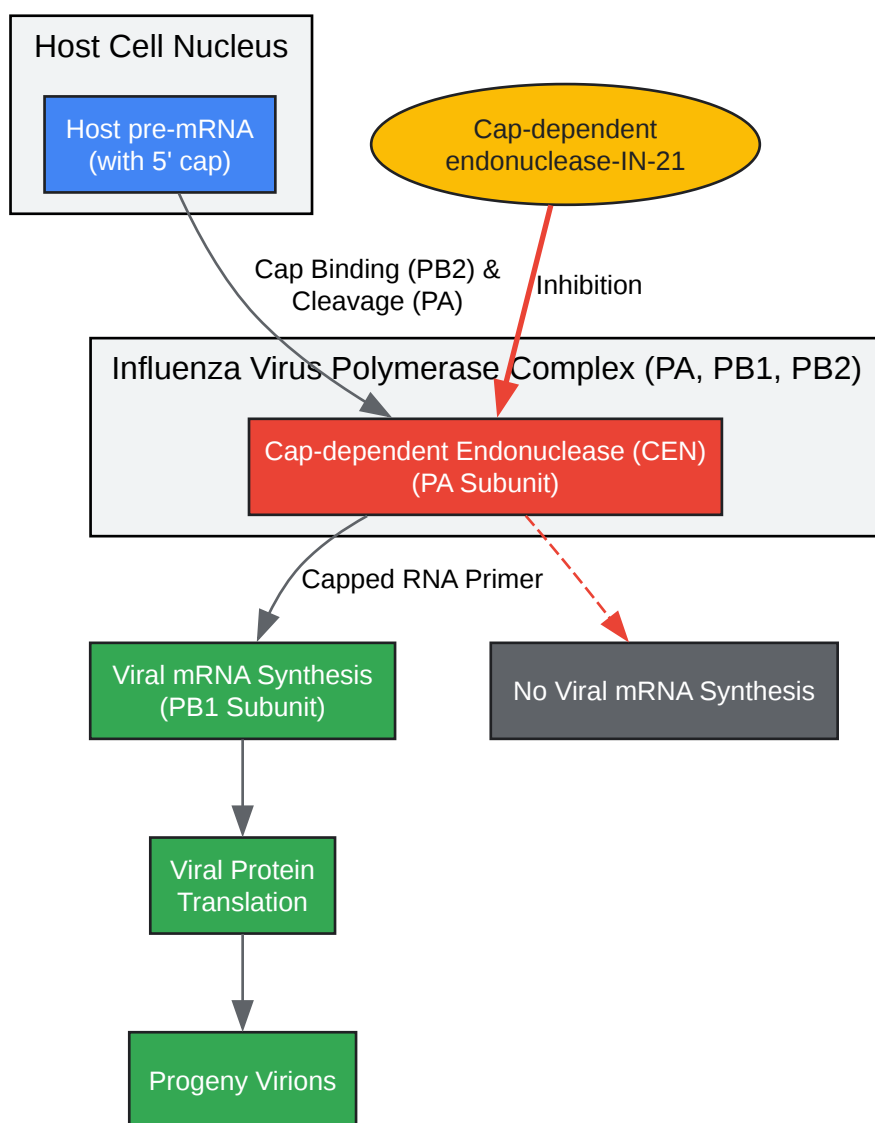 Host Cell Nucleus
Host pre-mRNA
(with 5' cap)
Cap-dependent
endonuclease-IN-21
Cap Binding (PB2) &
Cleavage (PA)
Inhibition
Influenza Virus Polymerase Complex (PA, PB1, PB2)
Cap-dependent Endonuclease (CEN)
(PA Subunit)
Capped RNA Primer
Viral mRNA Synthesis
(PB1 Subunit)
No Viral mRNA Synthesis
Viral Protein
Translation
Progeny Virions